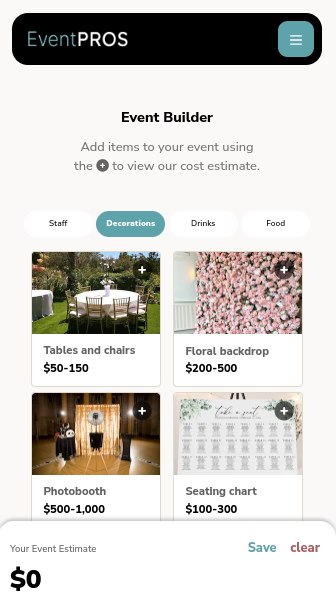 EventPROS
Event Builder
Add items to your event using
the + to view our cost estimate.
Staff
Decorations
Drinks
Food
Tables and chairs
$50-150
Floral backdrop
$200-500
take a seat
Photobooth
$500-1,000
Seating chart
$100-300
Your Event Estimate
Save
clear
$0